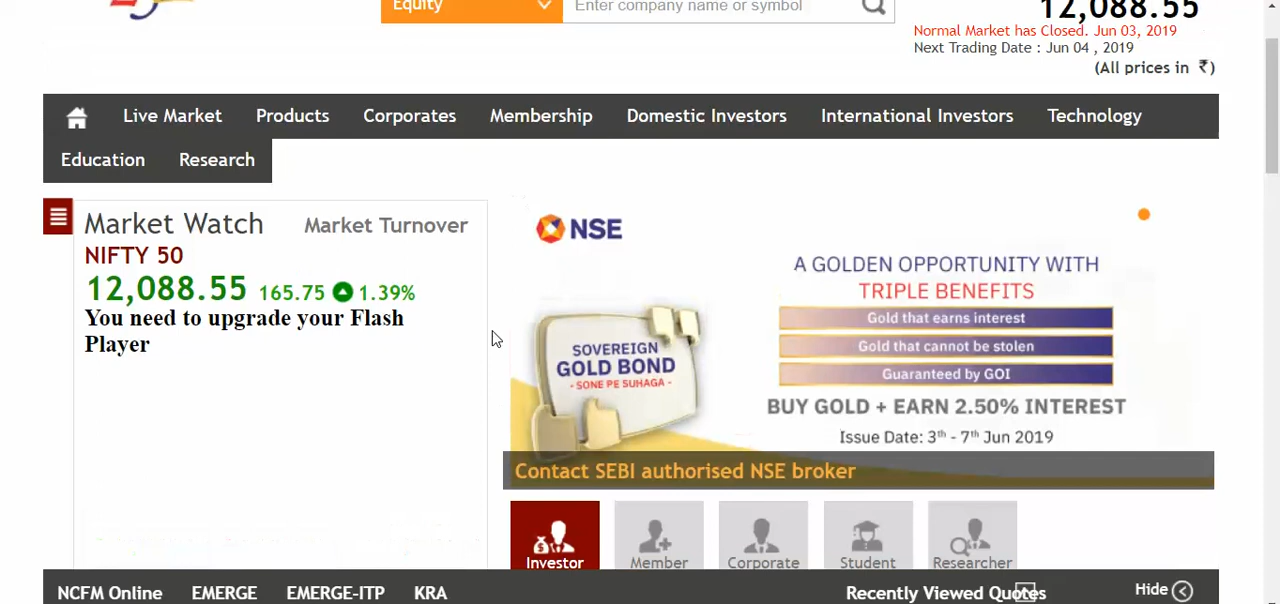 Equity
Enter company name or symbol
12,088.55
Normal Market has Closed. Jun 03, 2019
Next Trading Date : Jun 04 , 2019
(All prices in ₹)
Live Market Products Corporates Membership Domestic Investors International Investors Technology
Education Research
Market Watch Market Turnover
NIFTY 50
12,088.55 165.75 1.39%
You need to upgrade your Flash
Player
NSE
A GOLDEN OPPORTUNITY WITH
TRIPLE BENEFITS
Gold that earns interest
Gold that cannot be stolen
Guaranteed by GOI
SOVEREIGN
GOLD BOND
- SONE PE SUHAGA -
BUY GOLD + EARN 2.50% INTEREST
Issue Date: 3th - 7th Jun 2019
Contact SEBI authorised NSE broker
Investor Member Corporate Student Researcher
NCFM Online EMERGE EMERGE-ITP KRA Recently Viewed Quotes Hide